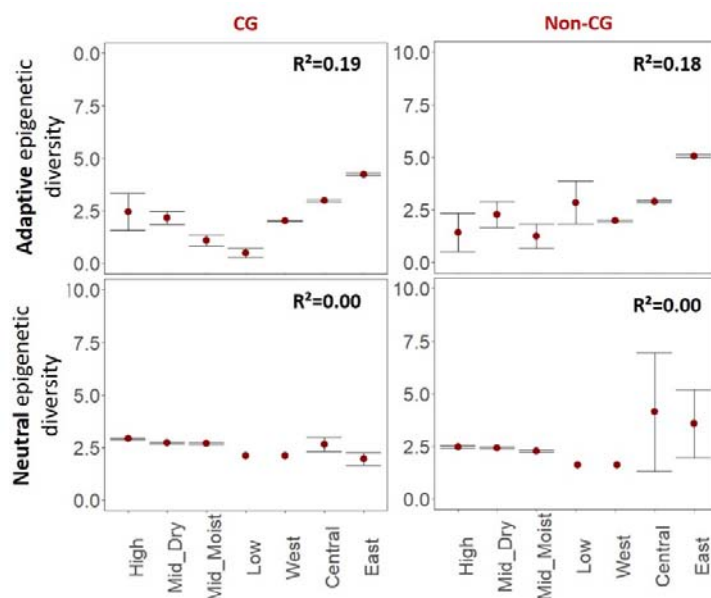 CG
Non-CG
Adaptive epigenetic
diversity
0.0
7.5
5.0
2.5
0.0
R²=0.19
10.0
7.5
5.0
2.5
0.0
R²=0.18
Neutral epigenetic
diversity
10.0
7.5
5.0
2.5
0.0
R²=0.00
10.0
7.5
5.0
2.5
0.0
R²=0.00
High
Mid_Dry
Mid_Moist
Low
West
Central
East
High
Mid_Dry
Mid_Moist
Low
West
Central
East